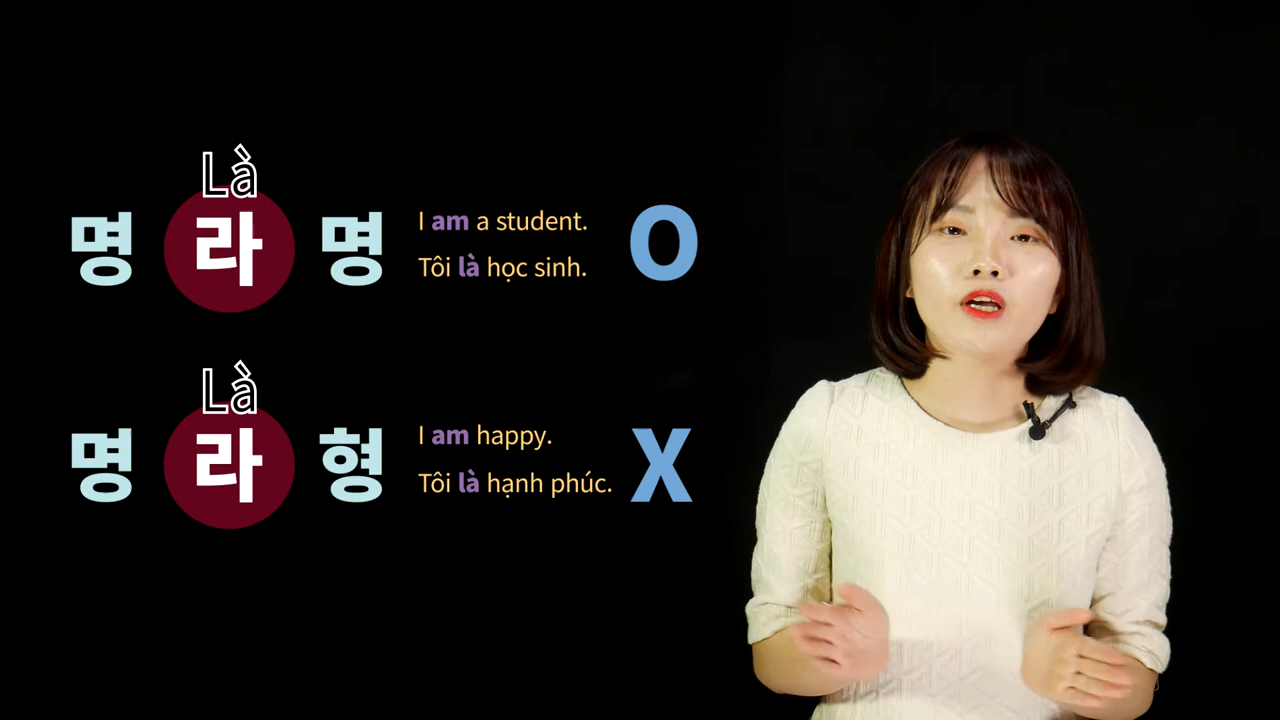 Là
명 라 명
I am a student.
Tôi là học sinh.
O
Là
명 라 형
I am happy.
Tôi là hạnh phúc.
X